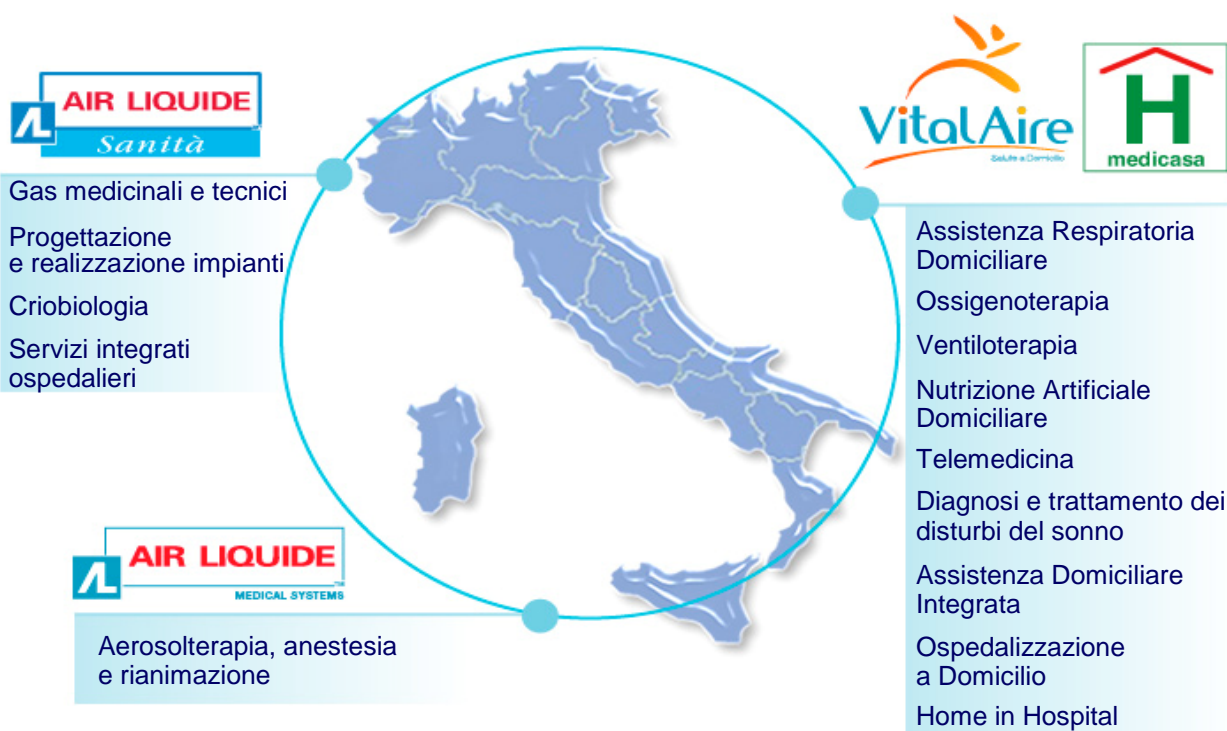 AIR LIQUIDE
Sanità
Gas medicinali e tecnici
Progettazione
e realizzazione impianti
Criobiologia
Servizi integrati
ospedalieri
AIR LIQUIDE
MEDICAL SYSTEMS
Aerosolterapia, anestesia
e rianimazione
VitalAire
Salute a Domicilio
H
medicasa
Assistenza Respiratoria
Domiciliare
Ossigenoterapia
Ventiloterapia
Nutrizione Artificiale
Domiciliare
Telemedicina
Diagnosi e trattamento dei
disturbi del sonno
Assistenza Domiciliare
Integrata
Ospedalizzazione
a Domicilio
Home in Hospital